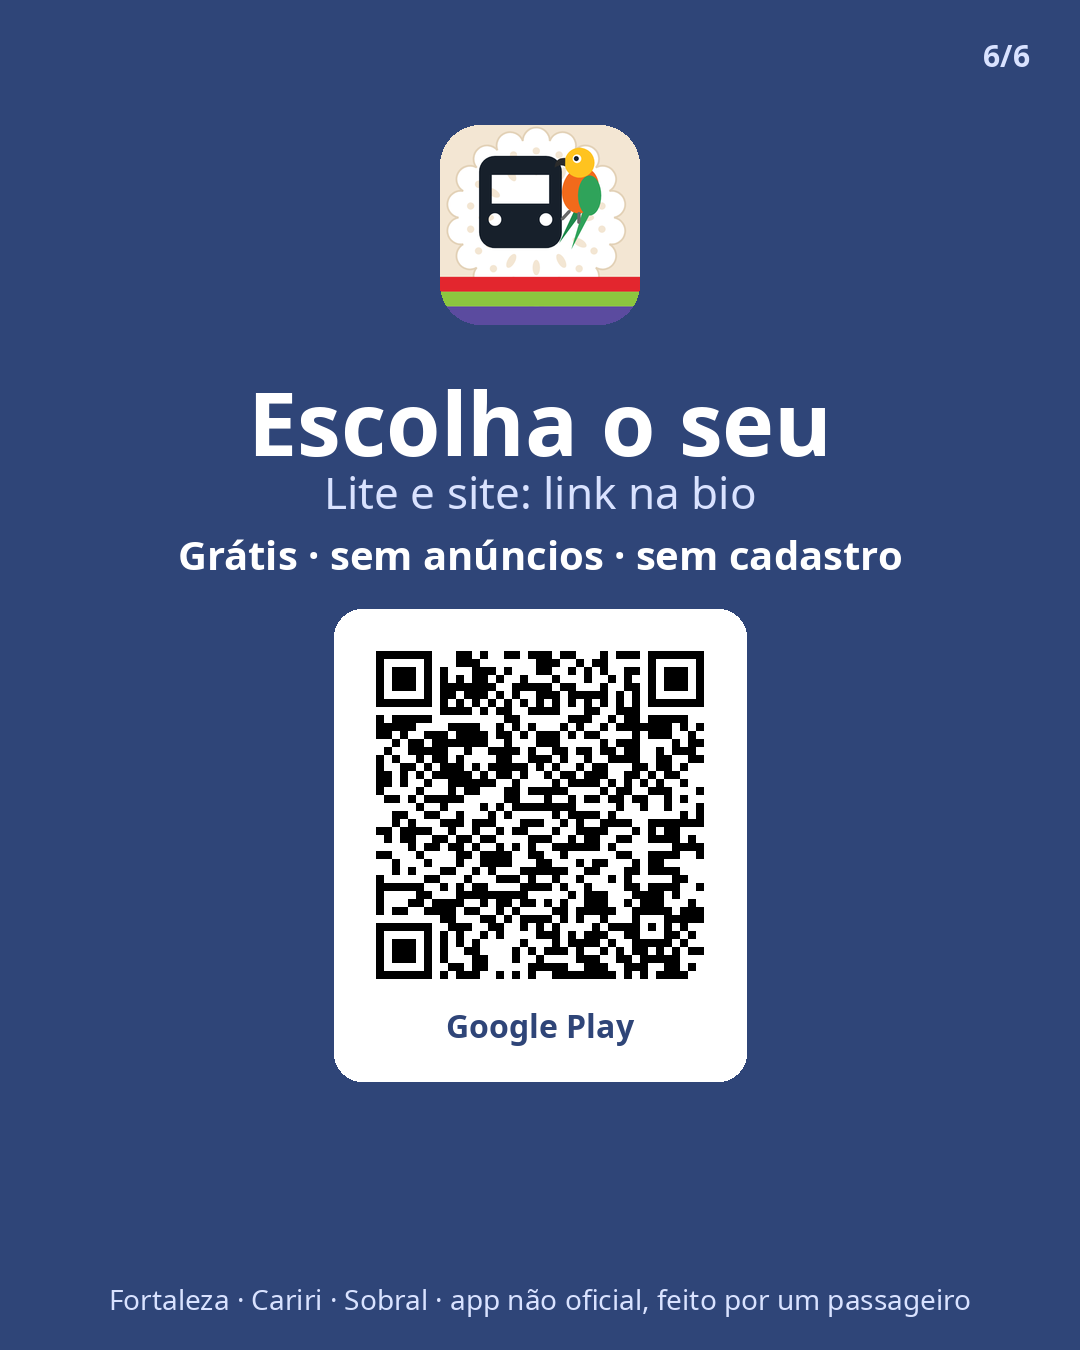 6/6
Escolha o seu
Lite e site: link na bio
Grátis · sem anúncios · sem cadastro
Google Play
Fortaleza · Cariri · Sobral · app não oficial, feito por um passageiro